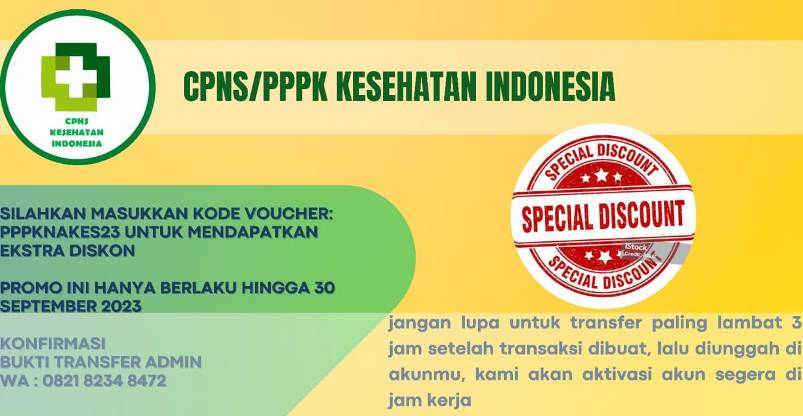 CPNS/PPPK KESEHATAN INDONESIA
CPNS
KESEHATAN
INDONESIA
SPECIAL DISCOUNT
SPECIAL DISCOUNT
SPECIAL DISCOUNT
iStock
SILAHKAN MASUKKAN KODE VOUCHER:
PPPKNAKES23 UNTUK MENDAPATKAN
EKSTRA DISKON
PROMO INI HANYA BERLAKU HINGGA 30
SEPTEMBER 2023
KONFIRMASI
BUKTI TRANSFER ADMIN
WA : 0821 8234 8472
jangan lupa untuk transfer paling lambat 3
jam setelah transaksi dibuat, lalu diunggah di
akunmu, kami akan aktivasi akun segera di
jam kerja